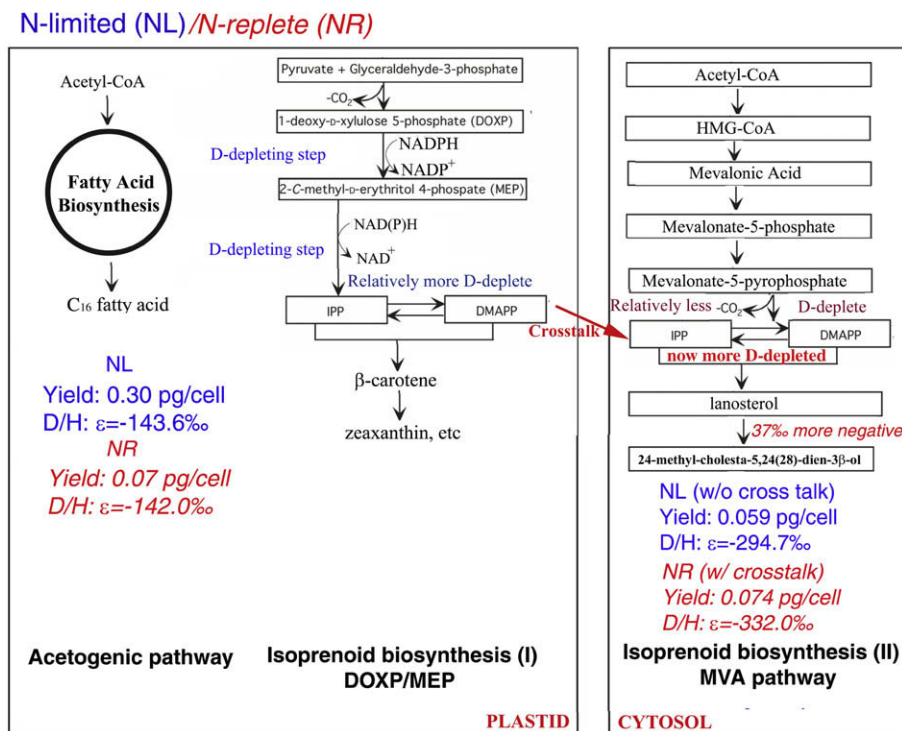 N-limited (NL)/N-replete (NR)
Acetyl-CoA
Fatty Acid
Biosynthesis
C₁₆ fatty acid
NL
Yield: 0.30 pg/cell
D/H: ε=-143.6‰
NR
Yield: 0.07 pg/cell
D/H: ε=-142.0‰
Acetogenic pathway
Pyruvate + Glyceraldehyde-3-phosphate
-CO₂
1-deoxy-D-xylulose 5-phosphate (DOXP)
D-depleting step
NADPH
NADP⁺
2-C-methyl-D-erythritol 4-phospate (MEP)
NAD(P)H
D-depleting step
NAD⁺
Relatively more D-deplete
IPP
DMAPP
Crosstalk
β-carotene
zeaxanthin, etc
Isoprenoid biosynthesis (I)
DOXP/MEP
PLASTID
Acetyl-CoA
HMG-CoA
Mevalonic Acid
Mevalonate-5-phosphate
Mevalonate-5-pyrophosphate
Relatively less -CO₂ D-deplete
IPP
DMAPP
now more D-depleted
lanosterol
37‰ more negative
24-methyl-cholesta-5,24(28)-dien-3β-ol
NL (w/o cross talk)
Yield: 0.059 pg/cell
D/H: ε=-294.7‰
NR (w/ crosstalk)
Yield: 0.074 pg/cell
D/H: ε=-332.0‰
Isoprenoid biosynthesis (II)
MVA pathway
CYTOSOL